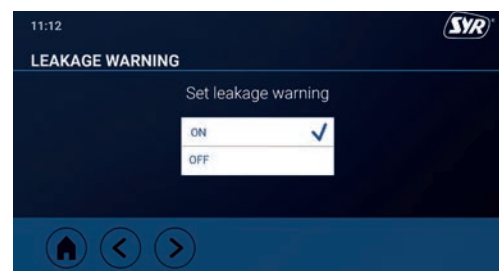 11:12
SYR
LEAKAGE WARNING
Set leakage warning
ON
OFF